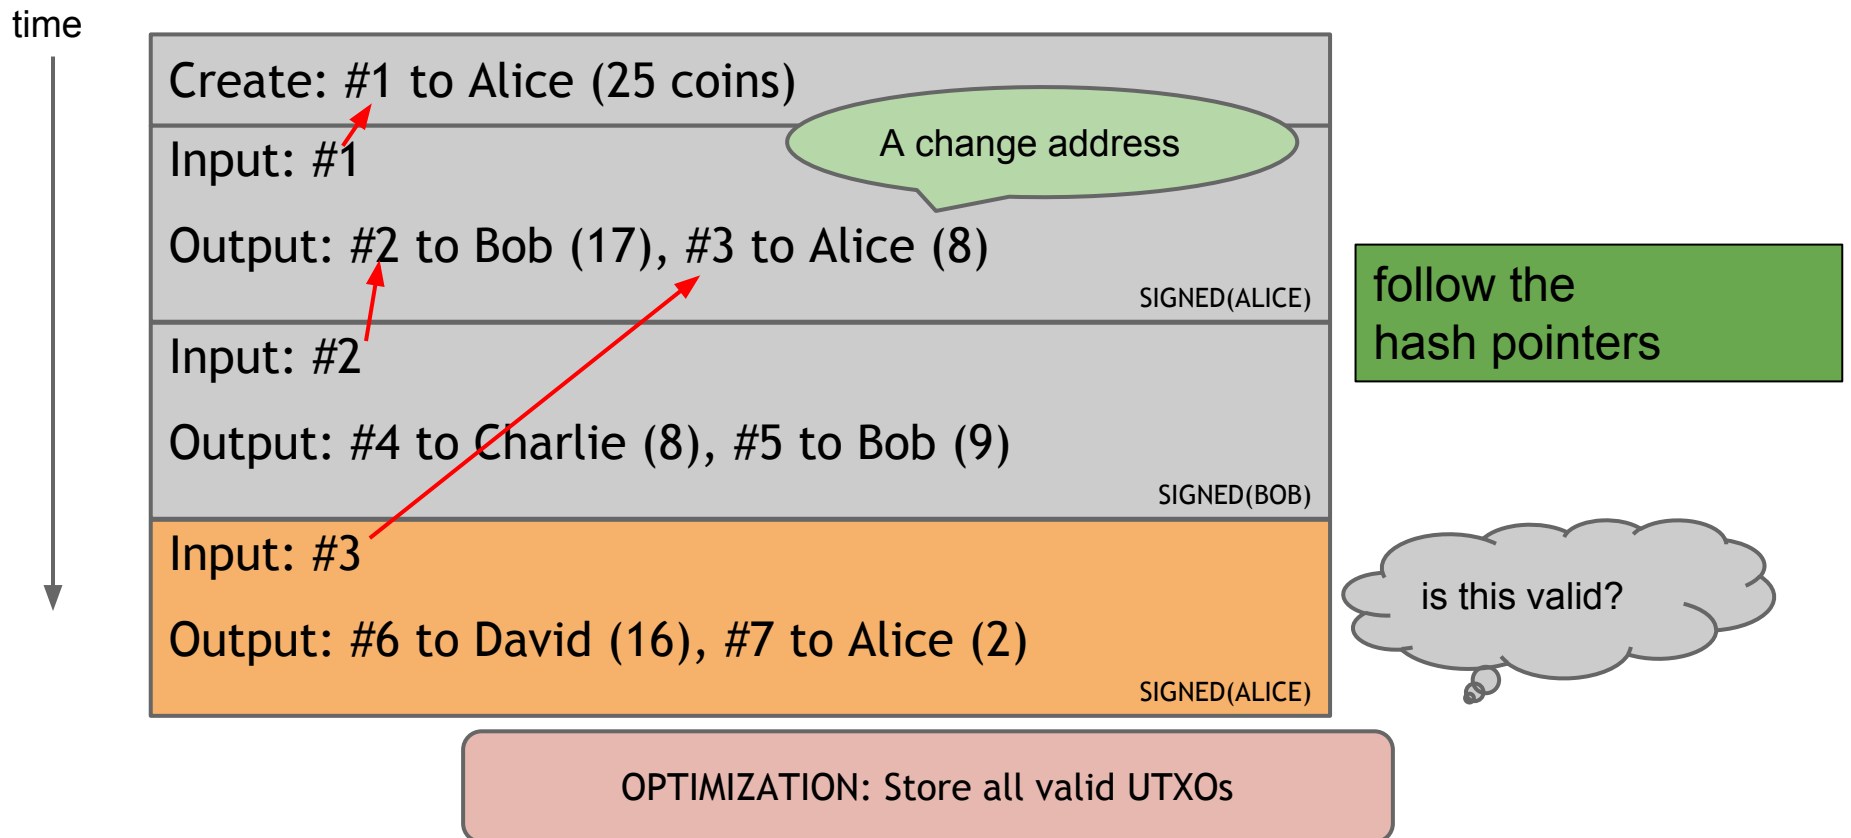 time
Create: #1 to Alice (25 coins)
A change address
Input: #1
Output: #2 to Bob (17), #3 to Alice (8)
SIGNED(ALICE)
follow the
hash pointers
Input: #2
Output: #4 to Charlie (8), #5 to Bob (9)
SIGNED(BOB)
Input: #3
is this valid?
Output: #6 to David (16), #7 to Alice (2)
SIGNED(ALICE)
OPTIMIZATION: Store all valid UTXOs